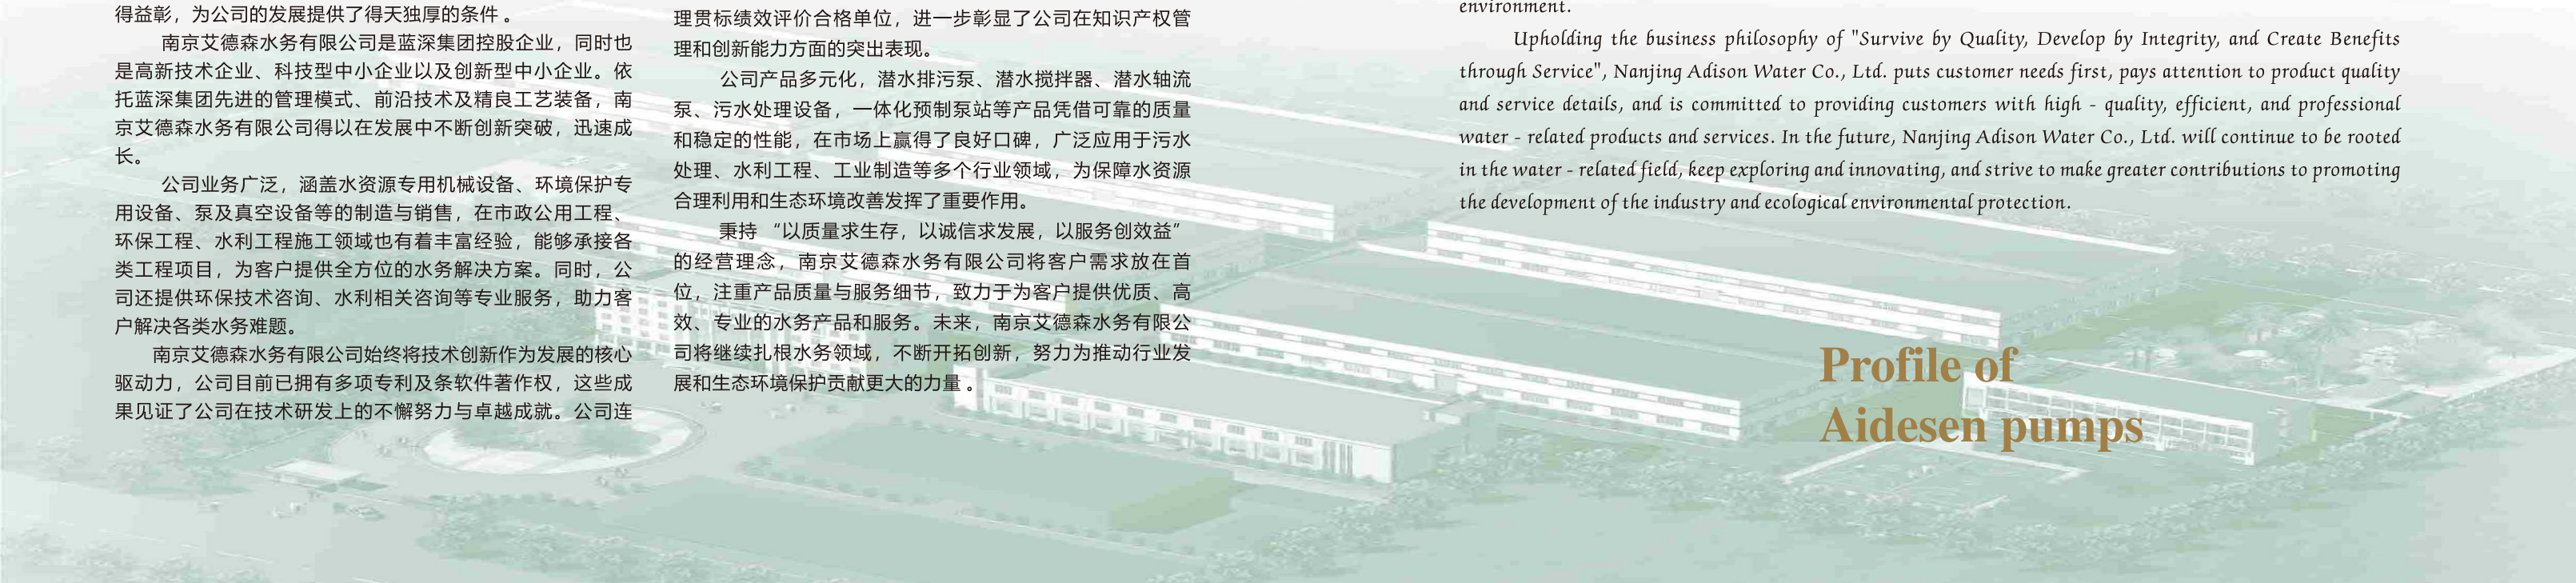 得益彰，为公司的发展提供了得天独厚的条件 。
南京艾德森水务有限公司是蓝深集团控股企业，同时也
是高新技术企业、科技型中小企业以及创新型中小企业。依
托蓝深集团先进的管理模式、前沿技术及精良工艺装备，南
京艾德森水务有限公司得以在发展中不断创新突破，迅速成
长。
公司业务广泛，涵盖水资源专用机械设备、环境保护专
用设备、泵及真空设备等的制造与销售，在市政公用工程、
环保工程、水利工程施工领域也有着丰富经验，能够承接各
类工程项目，为客户提供全方位的水务解决方案。同时，公
司还提供环保技术咨询、水利相关咨询等专业服务，助力客
户解决各类水务难题。
南京艾德森水务有限公司始终将技术创新作为发展的核心
驱动力，公司目前已拥有多项专利及条软件著作权，这些成
果见证了公司在技术研发上的不懈努力与卓越成就。公司连
理贯标绩效评价合格单位，进一步彰显了公司在知识产权管
理和创新能力方面的突出表现。
公司产品多元化，潜水排污泵、潜水搅拌器、潜水轴流
泵、污水处理设备，一体化预制泵站等产品凭借可靠的质量
和稳定的性能，在市场上赢得了良好口碑，广泛应用于污水
处理、水利工程、工业制造等多个行业领域，为保障水资源
合理利用和生态环境改善发挥了重要作用。
秉持 “以质量求生存，以诚信求发展，以服务创效益”
的经营理念，南京艾德森水务有限公司将客户需求放在首
位，注重产品质量与服务细节，致力于为客户提供优质、高
效、专业的水务产品和服务。未来，南京艾德森水务有限公
司将继续扎根水务领域，不断开拓创新，努力为推动行业发
展和生态环境保护贡献更大的力量 。
environment.
Upholding the business philosophy of "Survive by Quality, Develop by Integrity, and Create Benefits
through Service", Nanjing Adison Water Co., Ltd. puts customer needs first, pays attention to product quality
and service details, and is committed to providing customers with high - quality, efficient, and professional
water - related products and services. In the future, Nanjing Adison Water Co., Ltd. will continue to be rooted
in the water - related field, keep exploring and innovating, and strive to make greater contributions to promoting
the development of the industry and ecological environmental protection.
Profile of
Aidesen pumps